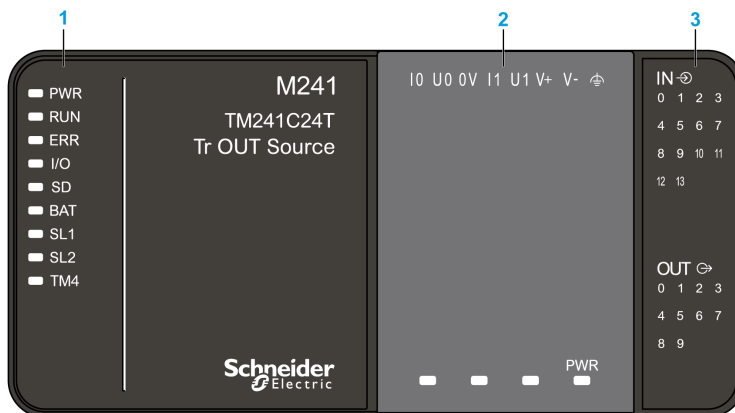 1
2
3
PWR
RUN
ERR
I/O
SD
BAT
SL1
SL2
TM4
M241
TM241C24T
Tr OUT Source
Schneider
Electric
I0 U0 0V I1 U1 V+ V-
PWR
IN
0 1 2 3
4 5 6 7
8 9 10 11
12 13
OUT
0 1 2 3
4 5 6 7
8 9